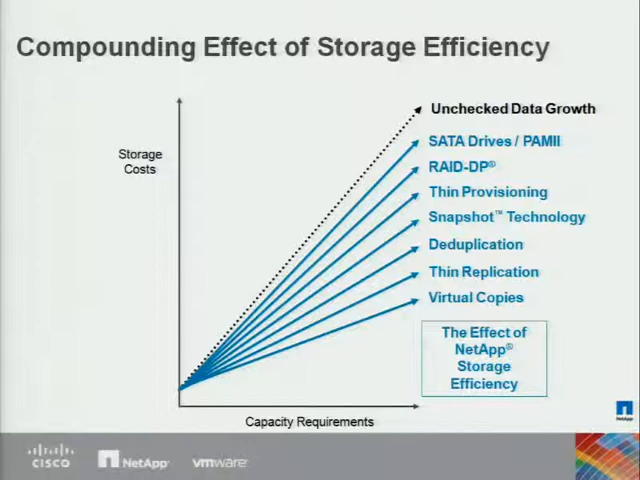 Compounding Effect of Storage Efficiency
Unchecked Data Growth
SATA Drives / PAMII
Storage
Costs
RAID-DP®
Thin Provisioning
Snapshot™ Technology
Deduplication
Thin Replication
Virtual Copies
The Effect of
NetApp®
Storage
Efficiency
Capacity Requirements
NetApp
CISCO
NetApp
vmware